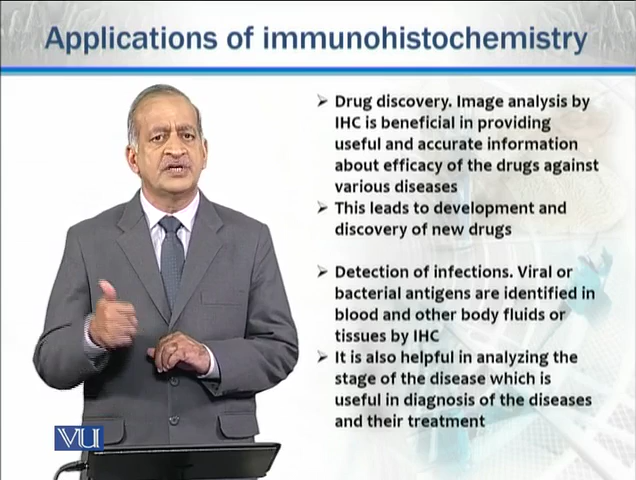 Applications of immunohistochemistry
➢ Drug discovery. Image analysis by
IHC is beneficial in providing
useful and accurate information
about efficacy of the drugs against
various diseases
➢ This leads to development and
discovery of new drugs
➢ Detection of infections. Viral or
bacterial antigens are identified in
blood and other body fluids or
tissues by IHC
➢ It is also helpful in analyzing the
stage of the disease which is
useful in diagnosis of the diseases
and their treatment
VU